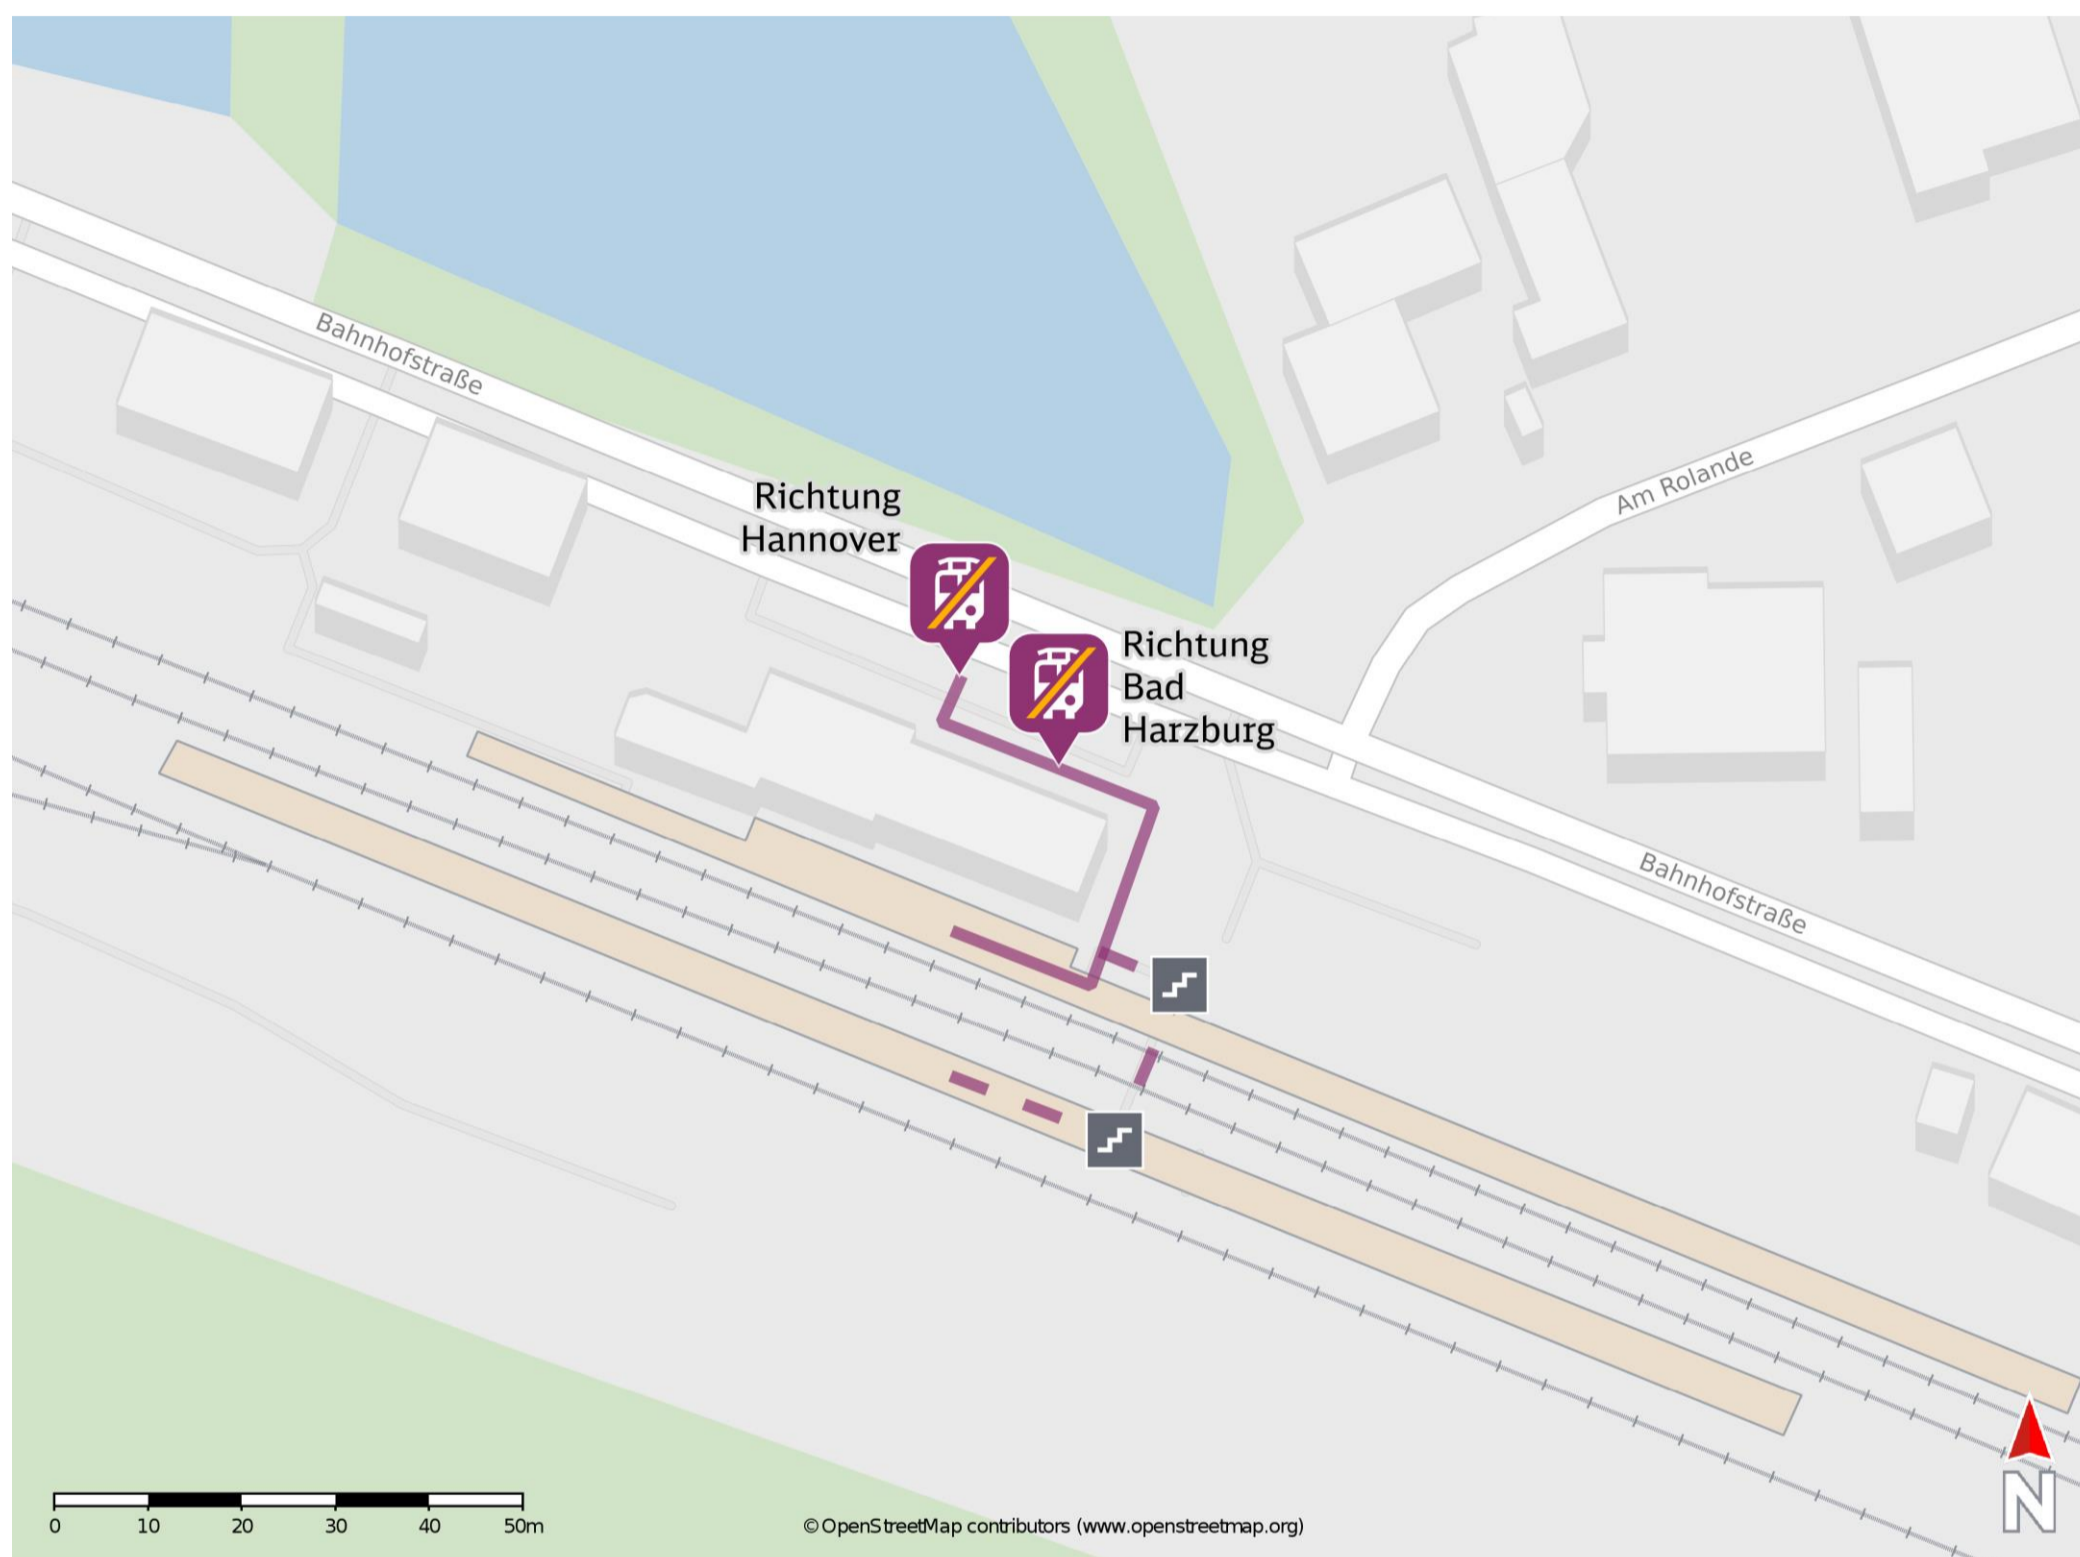 Bahnhofstraße
Richtung
Hannover
Am Rolande
Richtung
Bad
Harzburg
Bahnhofstraße
N
0 10 20 30 40 50m
© OpenStreetMap contributors (www.openstreetmap.org)